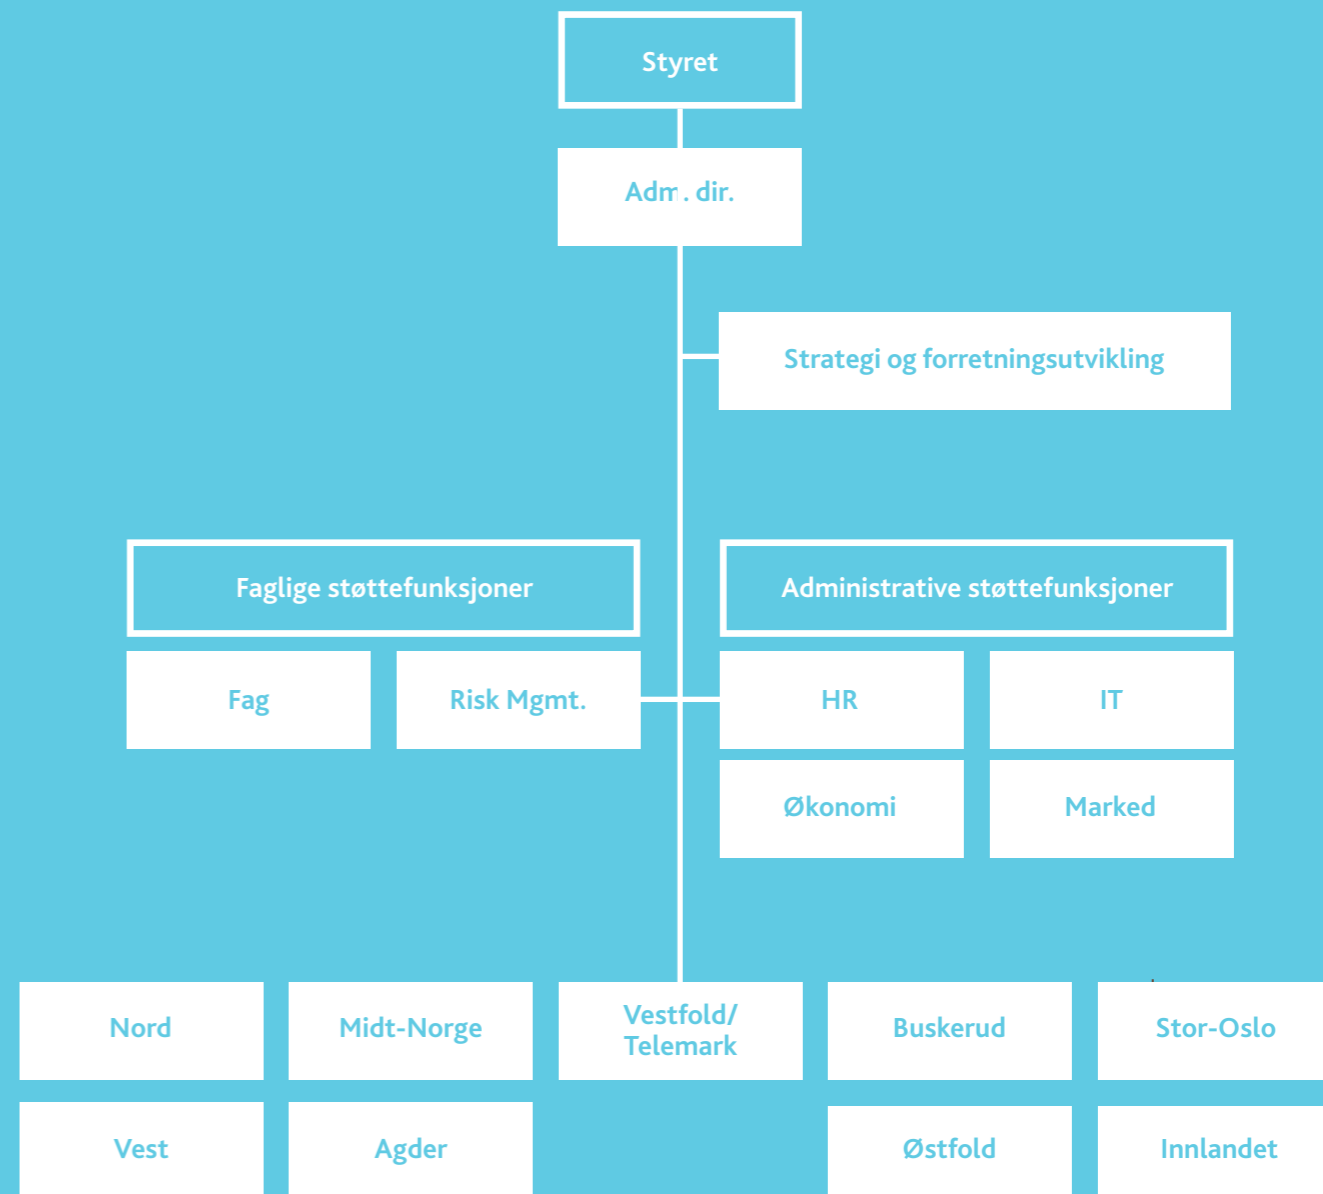 Styret
Adm. dir.
Strategi og forretningsutvikling
Faglige støttefunksjoner
Administrative støttefunksjoner
Fag
Risk Mgmt.
HR
IT
Økonomi
Marked
Nord
Midt-Norge
Vestfold/
Telemark
Buskerud
Stor-Oslo
Vest
Agder
Østfold
Innlandet